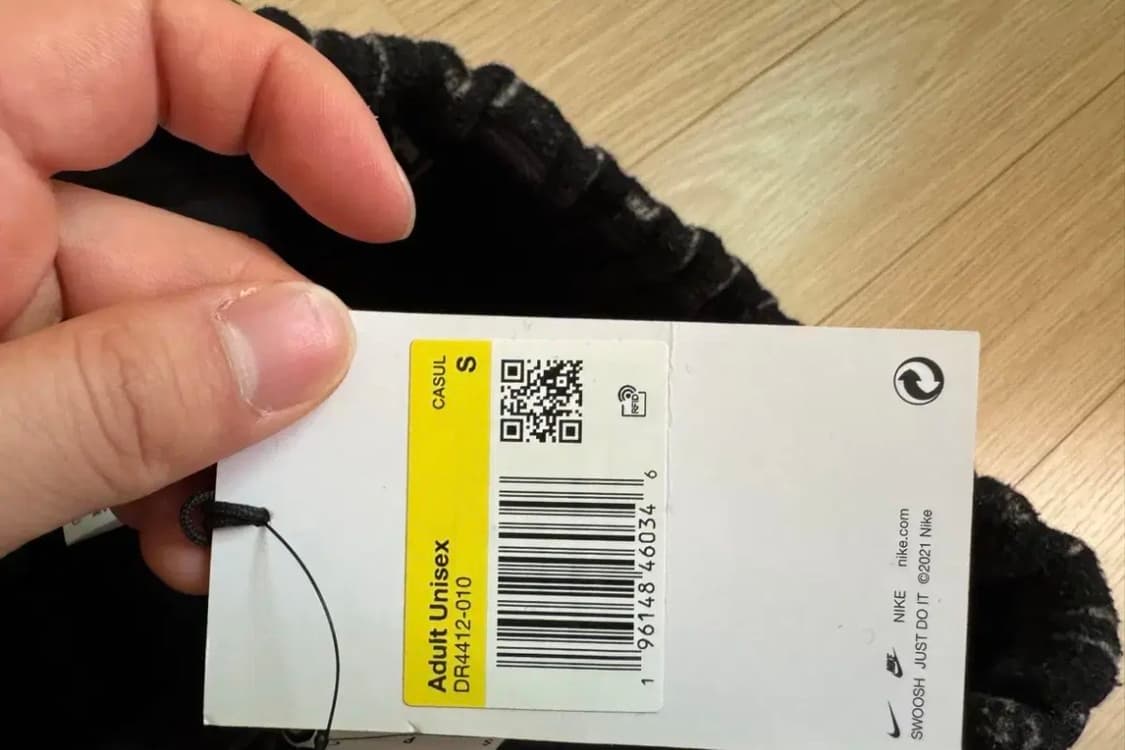 Adult Unisex CASUL
DR4412-010 S
RFID
1 96148 46034 6
NIKE nike.com
SWOOSH JUST DO IT ©2021 Nike